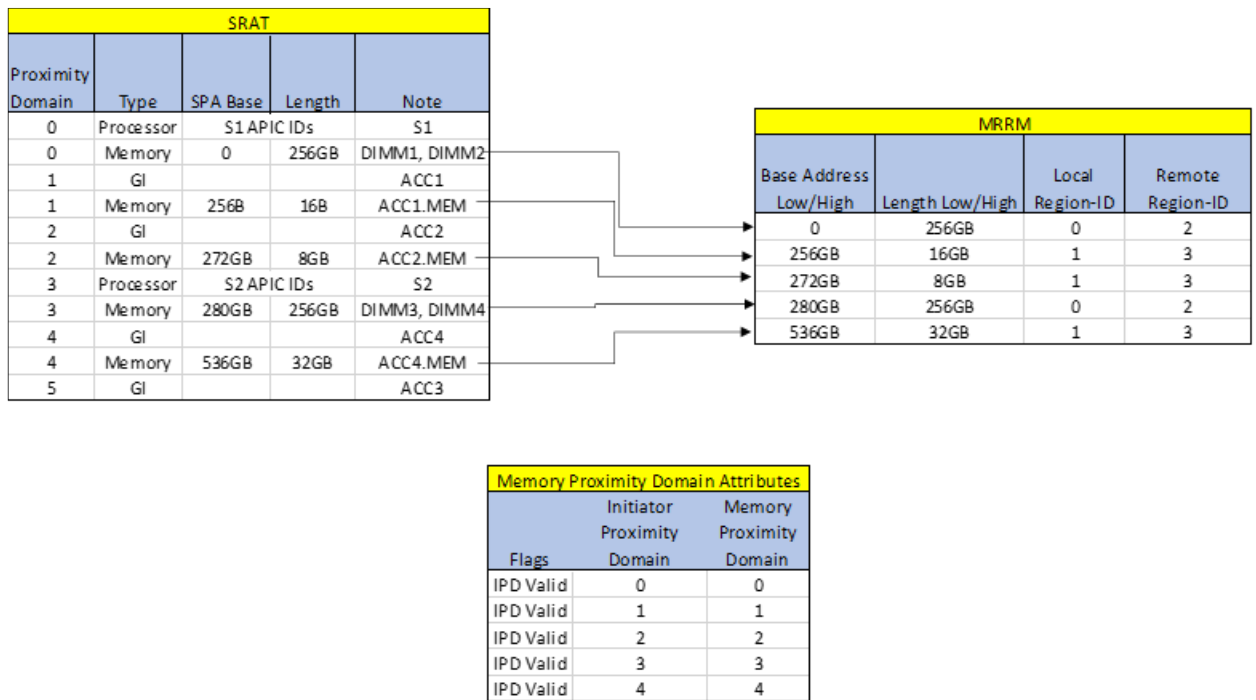 SRAT
Proximity Domain Type SPA Base Length Note
0 Processor S1 APIC IDs S1
0 Memory 0 256GB DIMM1, DIMM2
1 GI ACC1
1 Memory 256B 16B ACC1.MEM
2 GI ACC2
2 Memory 272GB 8GB ACC2.MEM
3 Processor S2 APIC IDs S2
3 Memory 280GB 256GB DIMM3, DIMM4
4 GI ACC4
4 Memory 536GB 32GB ACC4.MEM
5 GI ACC3
MRRM
Base Address Low/High Length Low/High Local Region-ID Remote Region-ID
0 256GB 0 2
256GB 16GB 1 3
272GB 8GB 1 3
280GB 256GB 0 2
536GB 32GB 1 3
Memory Proximity Domain Attributes
Flags Initiator Proximity Domain Memory Proximity Domain
IPD Valid 0 0
IPD Valid 1 1
IPD Valid 2 2
IPD Valid 3 3
IPD Valid 4 4